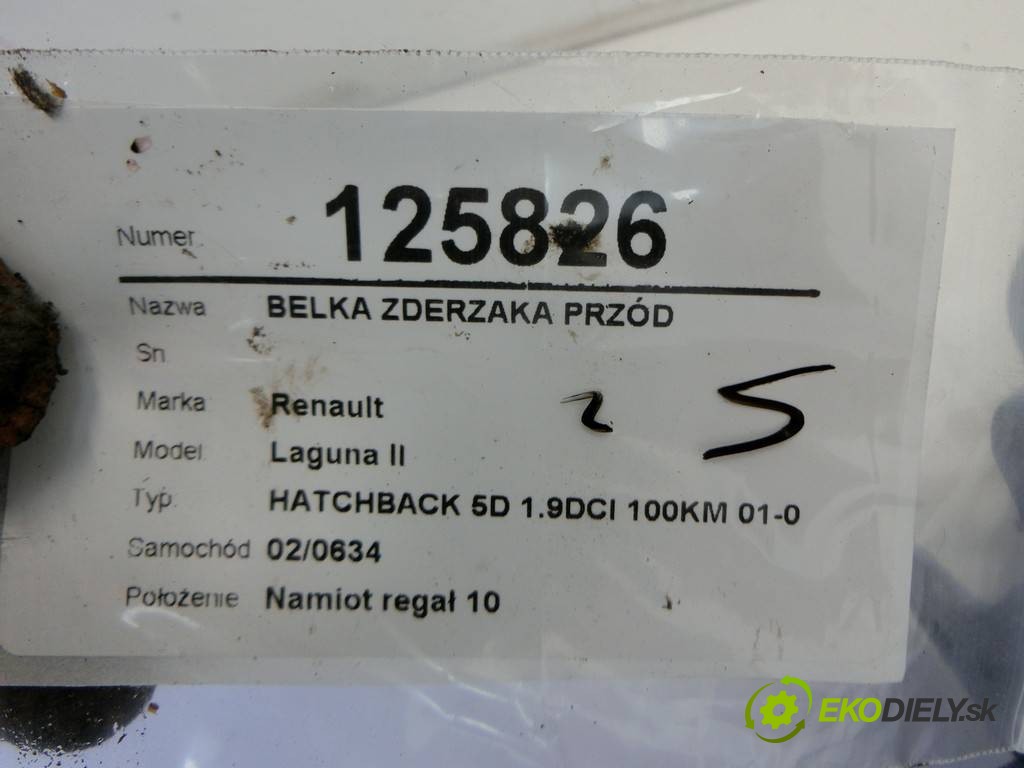 Numer 125826
Nazwa BELKA ZDERZAKA PRZÓD
Sn
Marka Renault
2 5
Model Laguna II
Typ HATCHBACK 5D 1.9DCI 100KM 01-0
Samochód 02/0634
Położenie Namiot regał 10
EKODIELY.sk